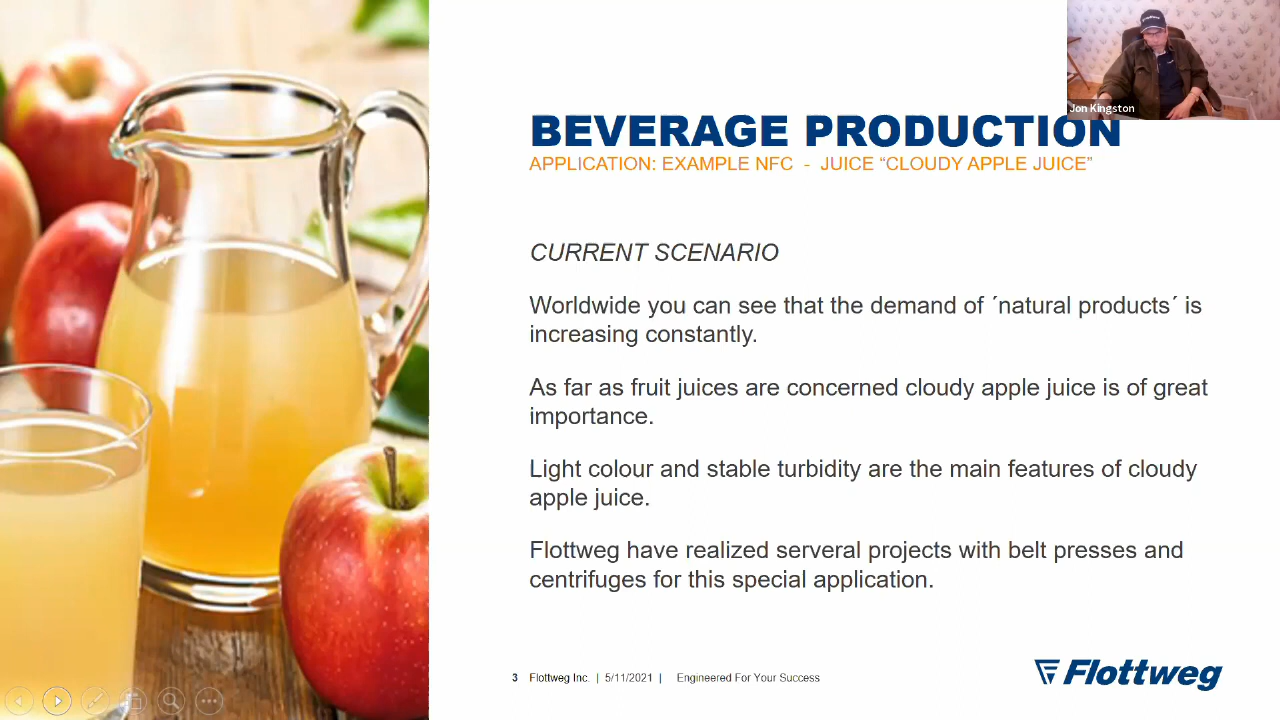 Jon Kingston
BEVERAGE PRODUCTION
APPLICATION: EXAMPLE NFC - JUICE “CLOUDY APPLE JUICE”
CURRENT SCENARIO
Worldwide you can see that the demand of ´natural products´ is
increasing constantly.
As far as fruit juices are concerned cloudy apple juice is of great
importance.
Light colour and stable turbidity are the main features of cloudy
apple juice.
Flottweg have realized serveral projects with belt presses and
centrifuges for this special application.
3 Flottweg Inc. | 5/11/2021 | Engineered For Your Success
Flottweg